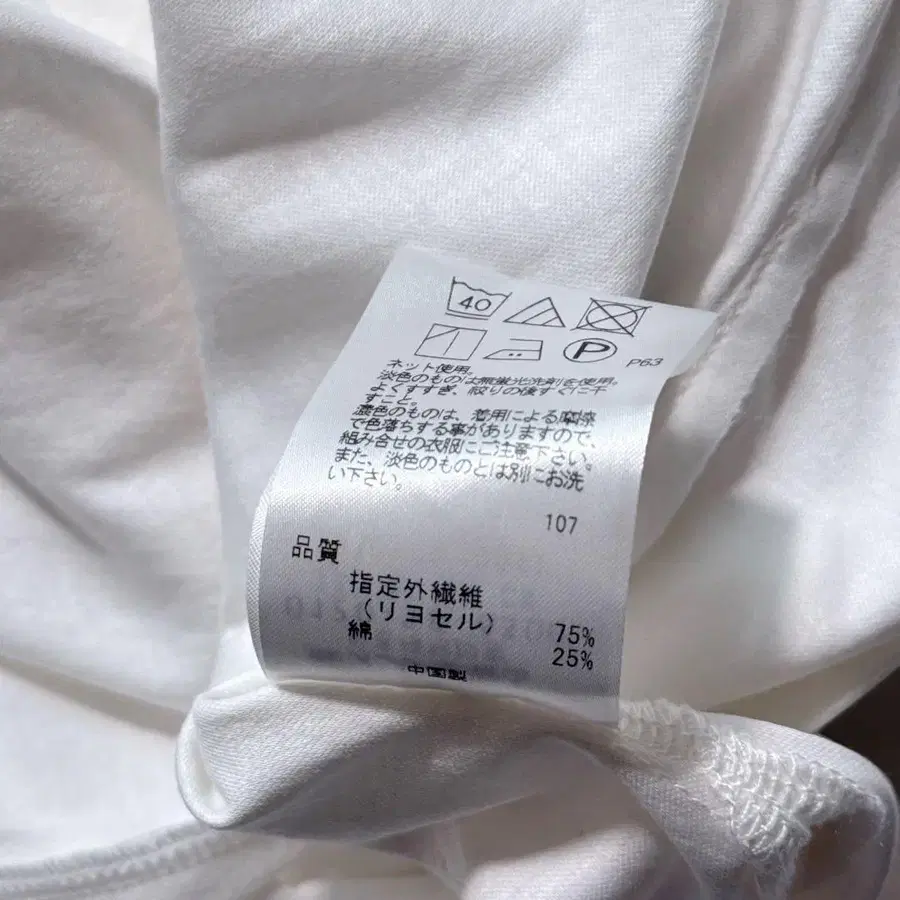 40
P
P63
ネット使用。
淡色のものは無蛍光洗剤を使用。
よくすすぎ、絞りの後すぐに干
すこと。
濃色のものは、着用による摩擦
で色落ちする事がありますので、
組み合せの衣服にご注意下さい。
また、淡色のものとは別にお洗
い下さい。
107
品質
指定外繊維
(リヨセル) 75%
綿 25%
中国製